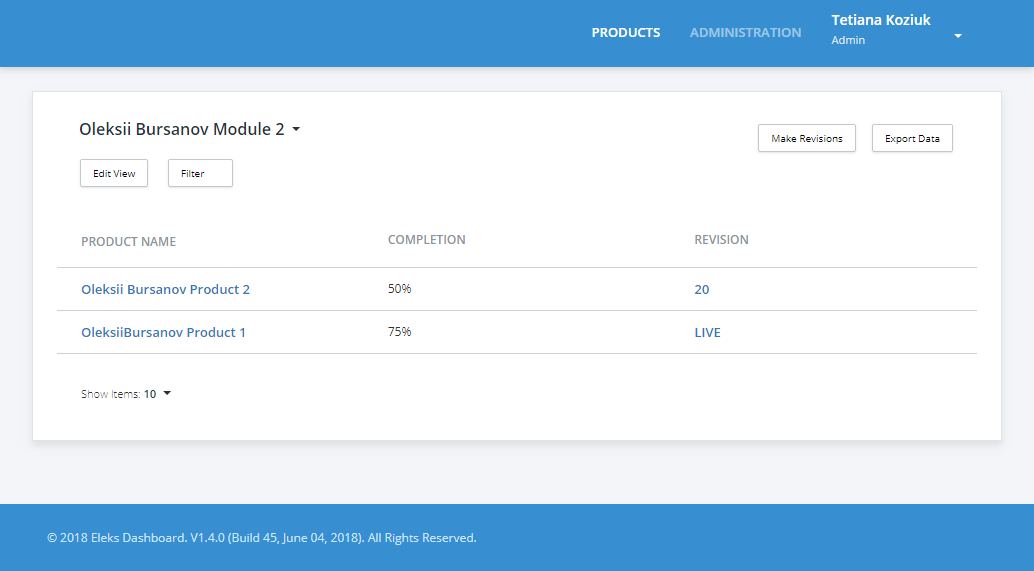 PRODUCTS ADMINISTRATION Tetiana Koziuk
Admin
Oleksii Bursanov Module 2
Make Revisions Export Data
Edit View Filter
PRODUCT NAME COMPLETION REVISION
Oleksii Bursanov Product 2 50% 20
OleksiiBursanov Product 1 75% LIVE
Show Items: 10
© 2018 Eleks Dashboard. V1.4.0 (Build 45, June 04, 2018). All Rights Reserved.